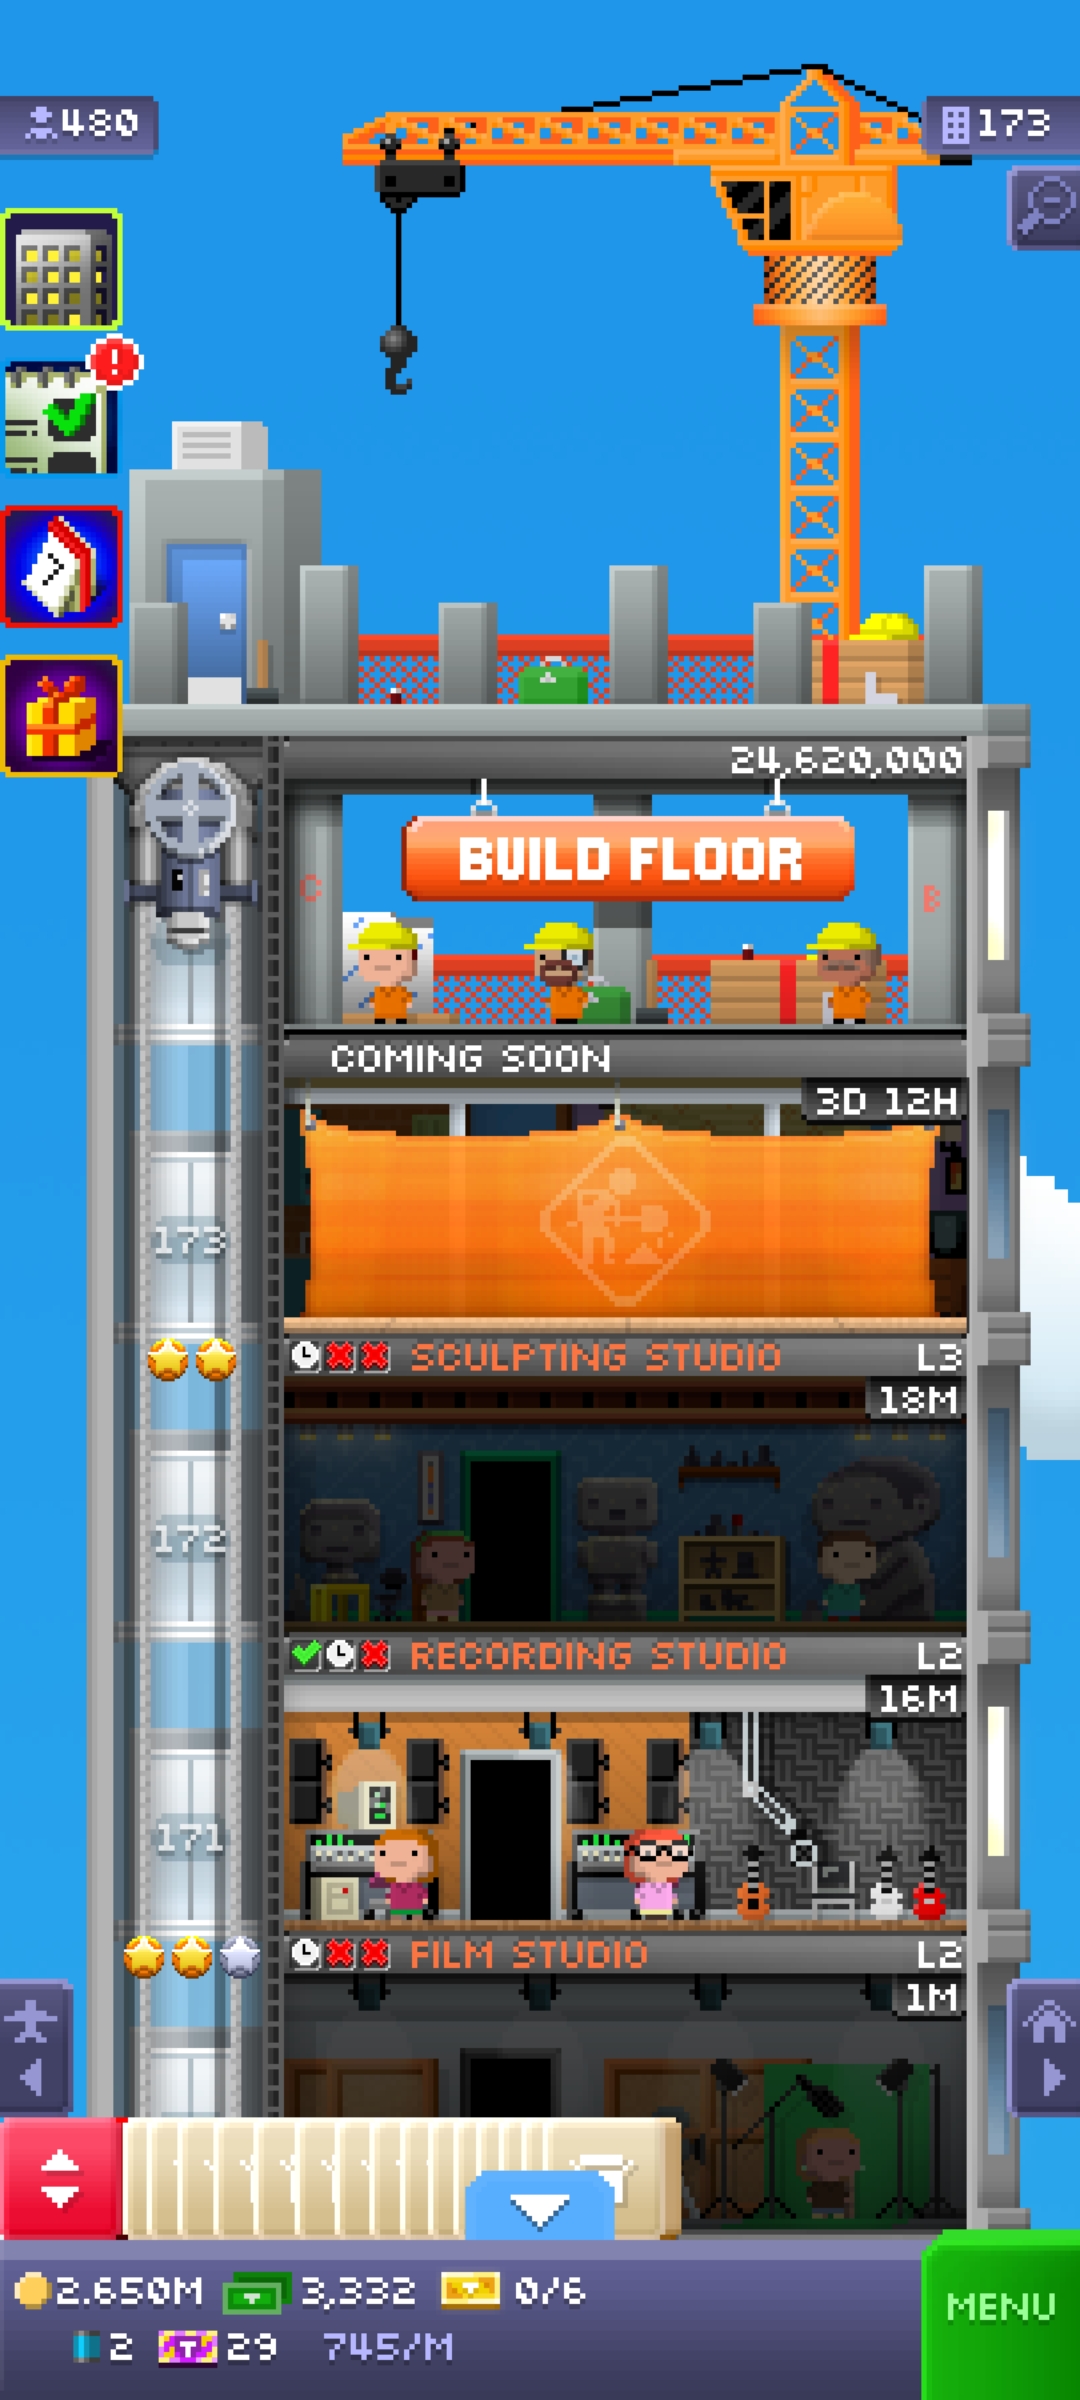 480
173
24,620,000
BUILD FLOOR
C
B
COMING SOON
3D 12H
173
SCULPTING STUDIO
L3
18M
172
RECORDING STUDIO
L2
16M
171
FILM STUDIO
L2
1M
2.650M
3,332
0/6
MENU
2
T
29
745/M